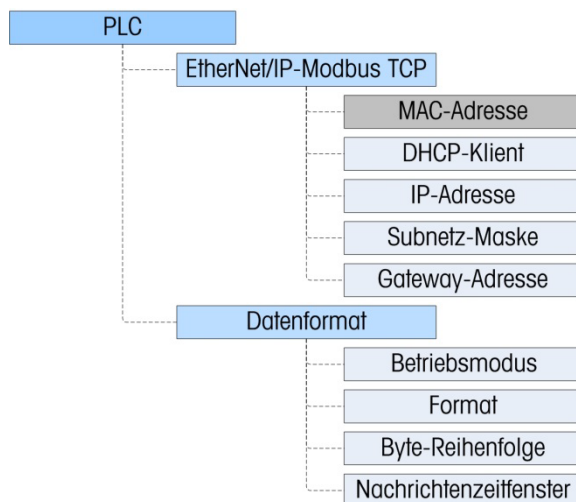 PLC
EtherNet/IP-Modbus TCP
MAC-Adresse
DHCP-Klient
IP-Adresse
Subnetz-Maske
Gateway-Adresse
Datenformat
Betriebsmodus
Format
Byte-Reihenfolge
Nachrichtenzeitfenster